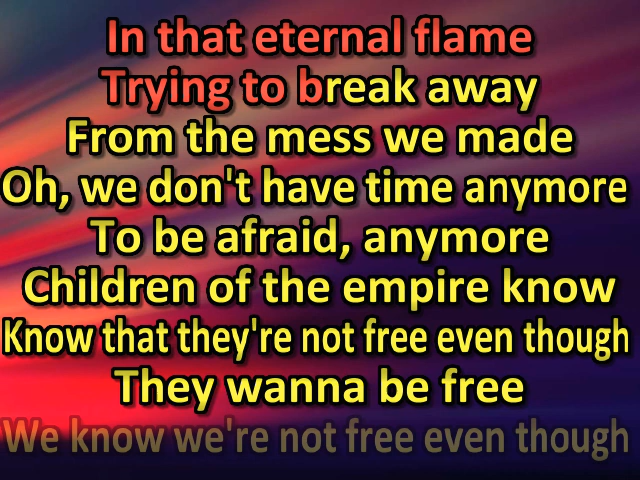 In that eternal flame
Trying to break away
From the mess we made
Oh, we don't have time anymore
To be afraid, anymore
Children of the empire know
Know that they're not free even though
They wanna be free
We know we're not free even though